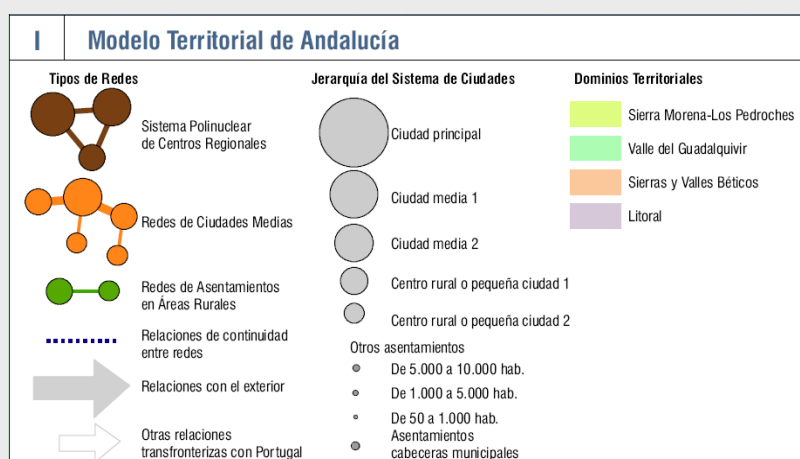 I
Modelo Territorial de Andalucía
Tipos de Redes
Sistema Polinuclear
de Centros Regionales
Redes de Ciudades Medias
Redes de Asentamientos
en Áreas Rurales
Relaciones de continuidad
entre redes
Relaciones con el exterior
Otras relaciones
transfronterizas con Portugal
Jerarquía del Sistema de Ciudades
Ciudad principal
Ciudad media 1
Ciudad media 2
Centro rural o pequeña ciudad 1
Centro rural o pequeña ciudad 2
Otros asentamientos
De 5.000 a 10.000 hab.
De 1.000 a 5.000 hab.
De 50 a 1.000 hab.
Asentamientos
cabeceras municipales
Dominios Territoriales
Sierra Morena-Los Pedroches
Valle del Guadalquivir
Sierras y Valles Béticos
Litoral